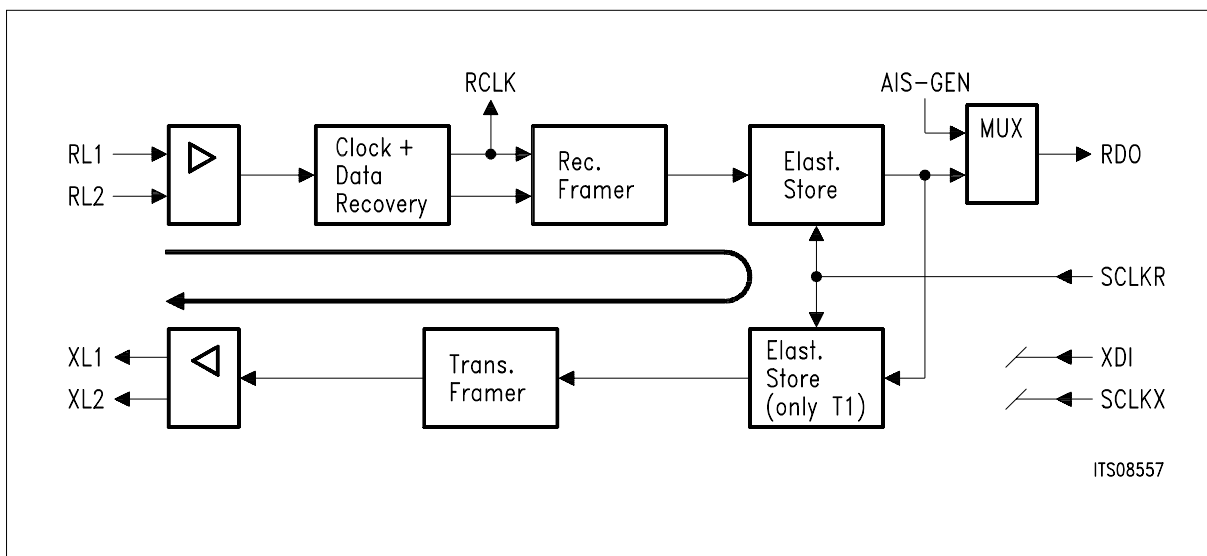 RCLK
AIS-GEN
RL1
RL2
Clock +
Data
Recovery
Rec.
Framer
Elast.
Store
MUX
RDO
SCLKR
XL1
XL2
Trans.
Framer
Elast.
Store
(only T1)
XDI
SCLKX
ITS08557